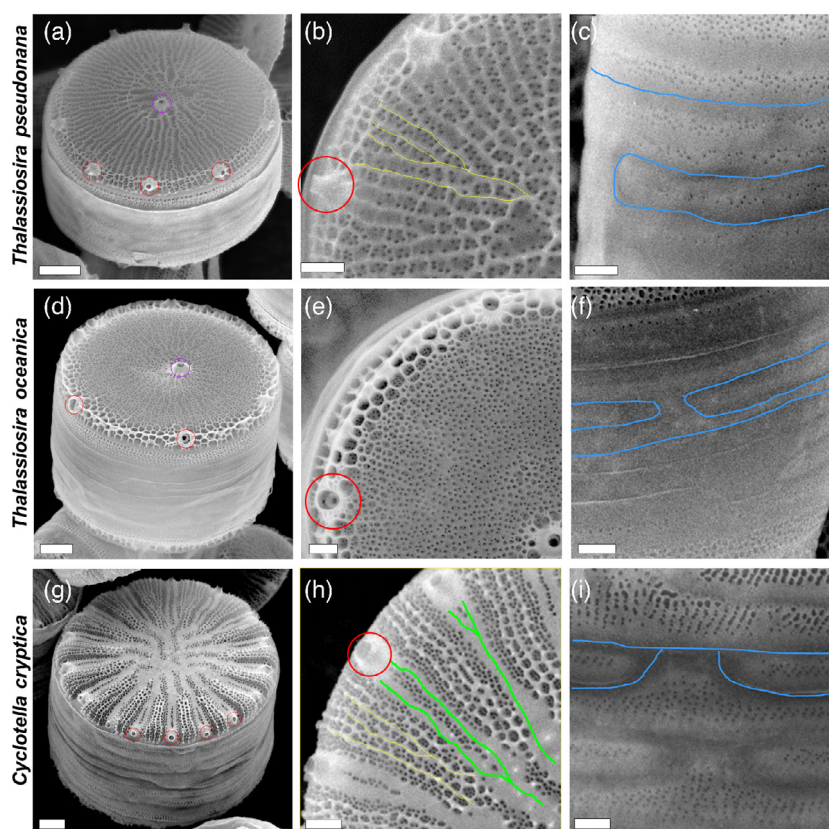 Thalassiosira pseudonana
(a)
(b)
(c)
Thalassiosira oceanica
(d)
(e)
(f)
Cyclotella cryptica
(g)
(h)
(i)